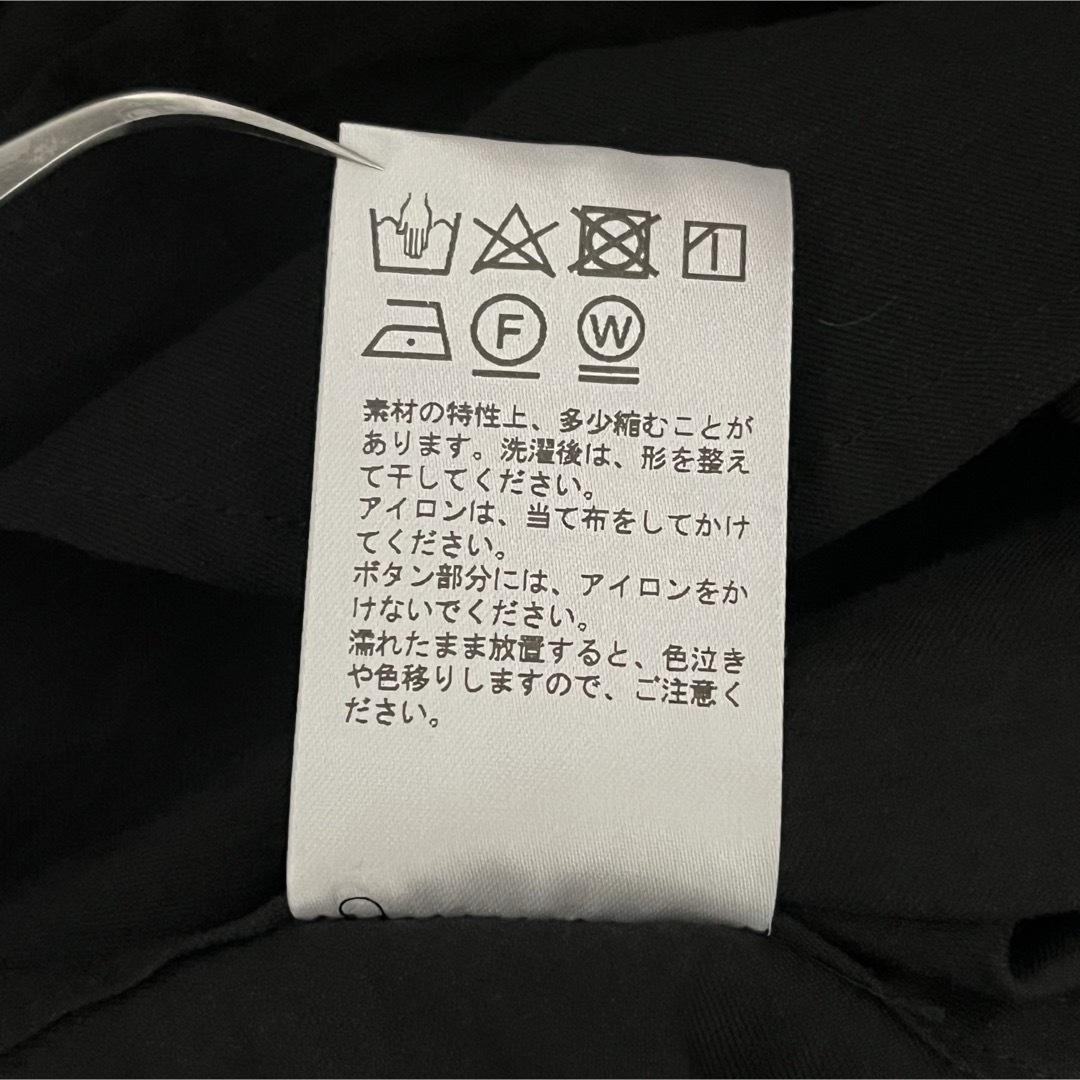 F W
素材の特性上、多少縮むことが
あります。洗濯後は、形を整え
て干してください。
アイロンは、当て布をしてかけ
てください。
ボタン部分には、アイロンをか
けないでください。
濡れたまま放置すると、色泣き
や色移りしますので、ご注意く
ださい。